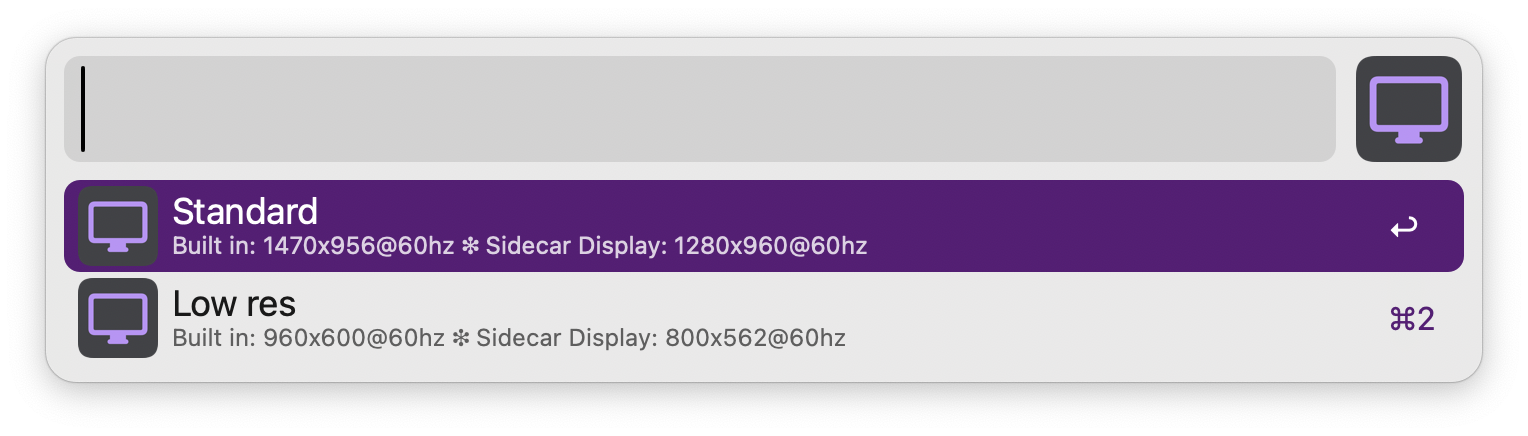 Standard
Built in: 1470x956@60hz ❇ Sidecar Display: 1280x960@60hz
Low res
Built in: 960x600@60hz ❇ Sidecar Display: 800x562@60hz
⌘2